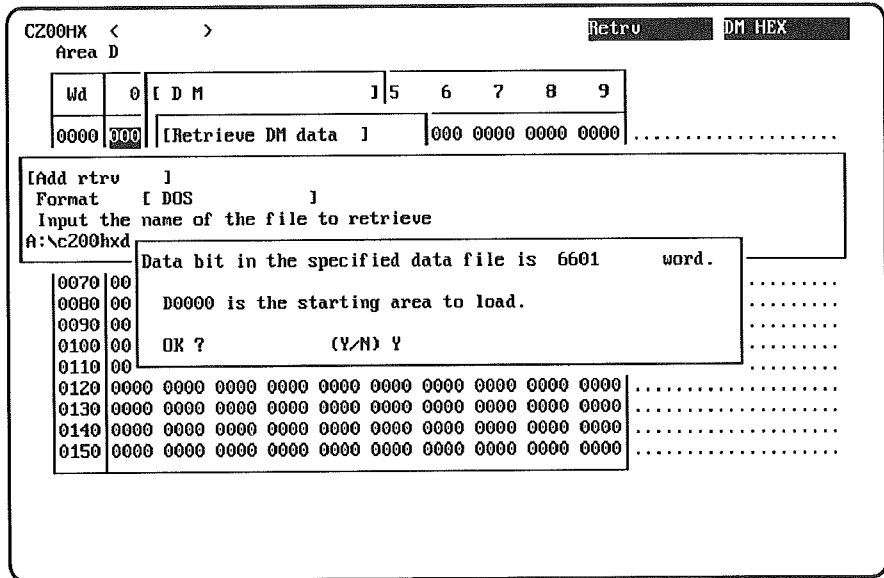 CZ00HX < > Retrv DM HEX
Area D
Wd 0 [ D M ] 5 6 7 8 9
0000 000 [Retrieve DM data ] 000 0000 0000 0000 .....................
[Add rtrv ]
Format [ DOS ]
Input the name of the file to retrieve
A:\c200hxd
Data bit in the specified data file is 6601 word.
0070 00 .........
0080 00 D0000 is the starting area to load. .........
0090 00 .........
0100 00 OK ? (Y/N) Y .........
0110 00 .........
0120 0000 0000 0000 0000 0000 0000 0000 0000 0000 0000 .....................
0130 0000 0000 0000 0000 0000 0000 0000 0000 0000 0000 .....................
0140 0000 0000 0000 0000 0000 0000 0000 0000 0000 0000 .....................
0150 0000 0000 0000 0000 0000 0000 0000 0000 0000 0000 .....................